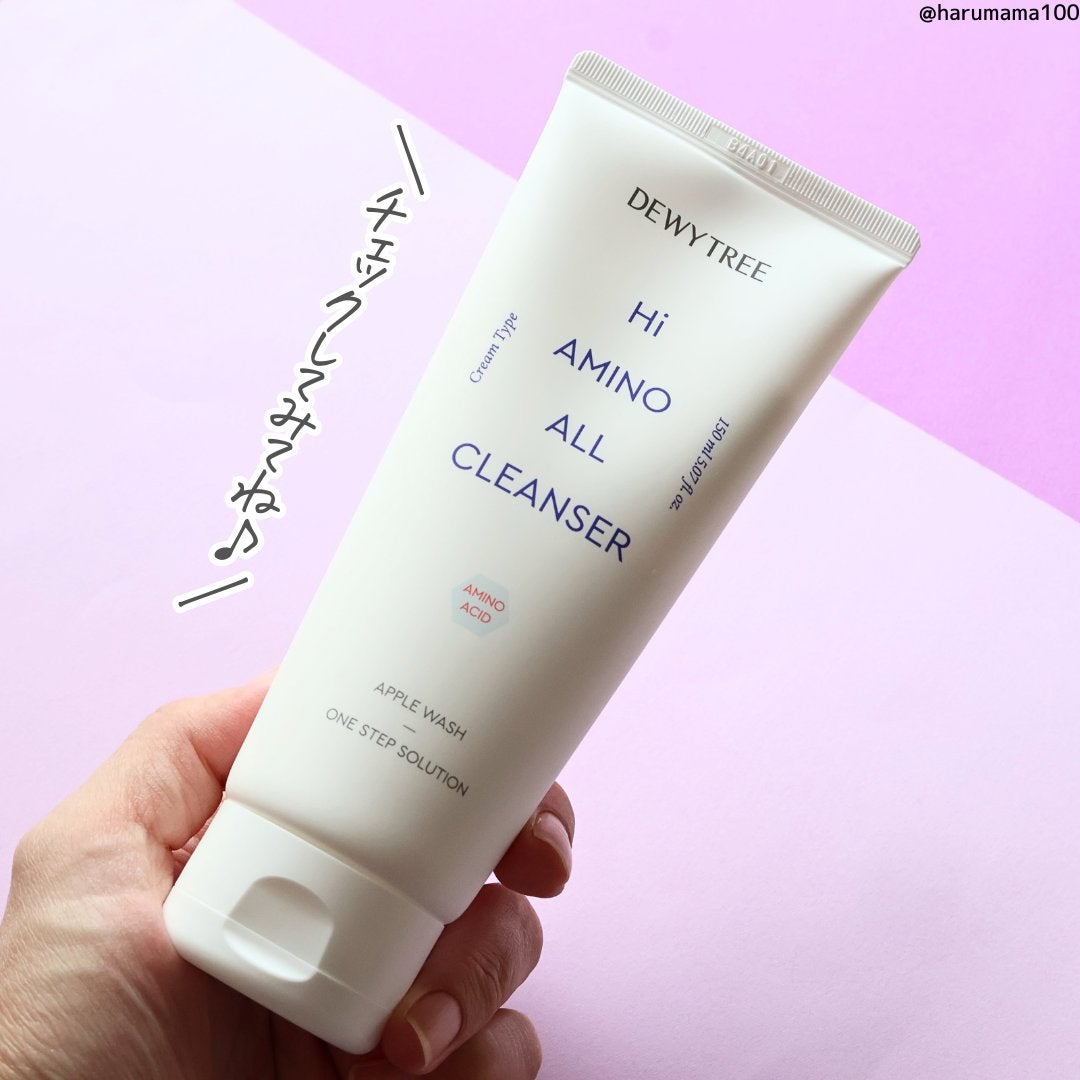 @harumama100
B4A01
DEWYTREE
Hi
AMINO
ALL
CLEANSER
Cream Type
150 ml 5.07 fl. oz.
AMINO
ACID
APPLE WASH
ONE STEP SOLUTION
チェックしてみてね♪